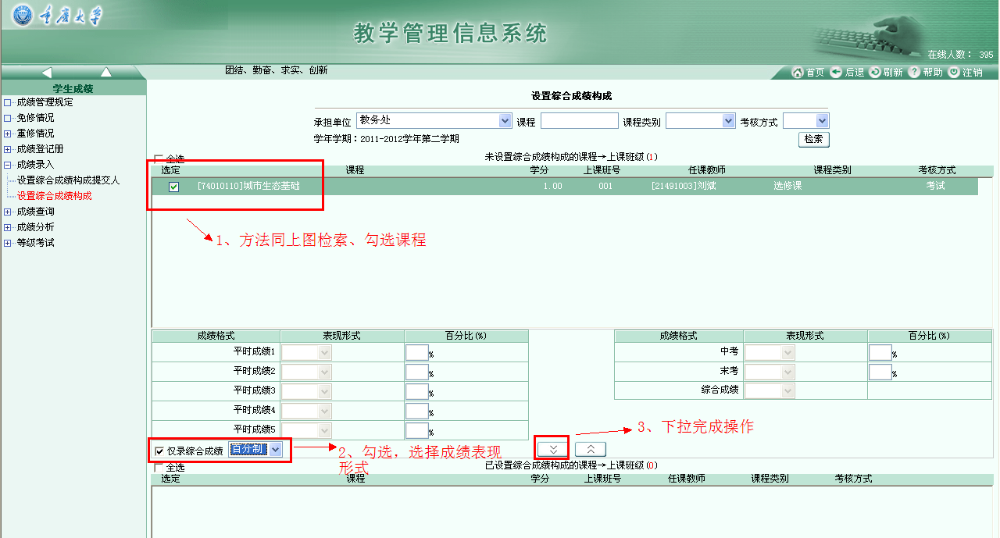 重庆大学
教学管理信息系统
在线人数： 395
团结、勤奋、求实、创新
首页 后退 刷新 帮助 注销
学生成绩
成绩管理规定
免修情况
重修情况
成绩登记册
成绩录入
设置综合成绩构成提交人
设置综合成绩构成
成绩查询
成绩分析
等级考试
设置综合成绩构成
承担单位 教务处 课程 课程类别 考核方式
学年学期：2011-2012学年第二学期 检索
全选 未设置综合成绩构成的课程→上课班级(1)
选定 课程 学分 上课班号 任课教师 课程类别 考核方式
[74010110]城市生态基础 1.00 001 [21491003]刘斌 选修课 考试
1、方法同上图检索、勾选课程
成绩格式 表现形式 百分比(%) 成绩格式 表现形式 百分比(%)
平时成绩1 % 中考 %
平时成绩2 % 末考 %
平时成绩3 % 综合成绩
平时成绩4 %
平时成绩5 %
3、下拉完成操作
仅录综合成绩 百分制
2、勾选，选择成绩表现
形式
全选 已设置综合成绩构成的课程→上课班级(0)
选定 课程 学分 上课班号 任课教师 课程类别 考核方式